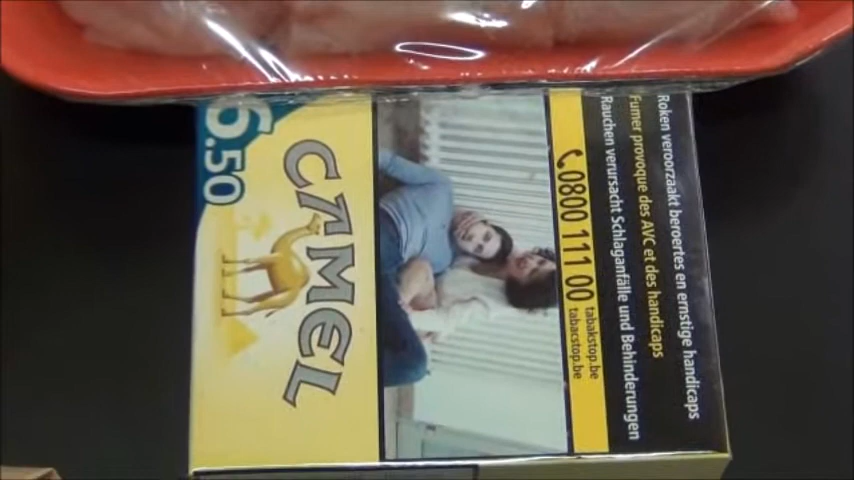 Roken veroorzaakt beroertes en ernstige handicaps
Fumer provoque des AVC et des handicaps
Rauchen verursacht Schlaganfälle und Behinderungen
0800 111 00
tabakstop.be
tabacstop.be
CAMEL
6.50